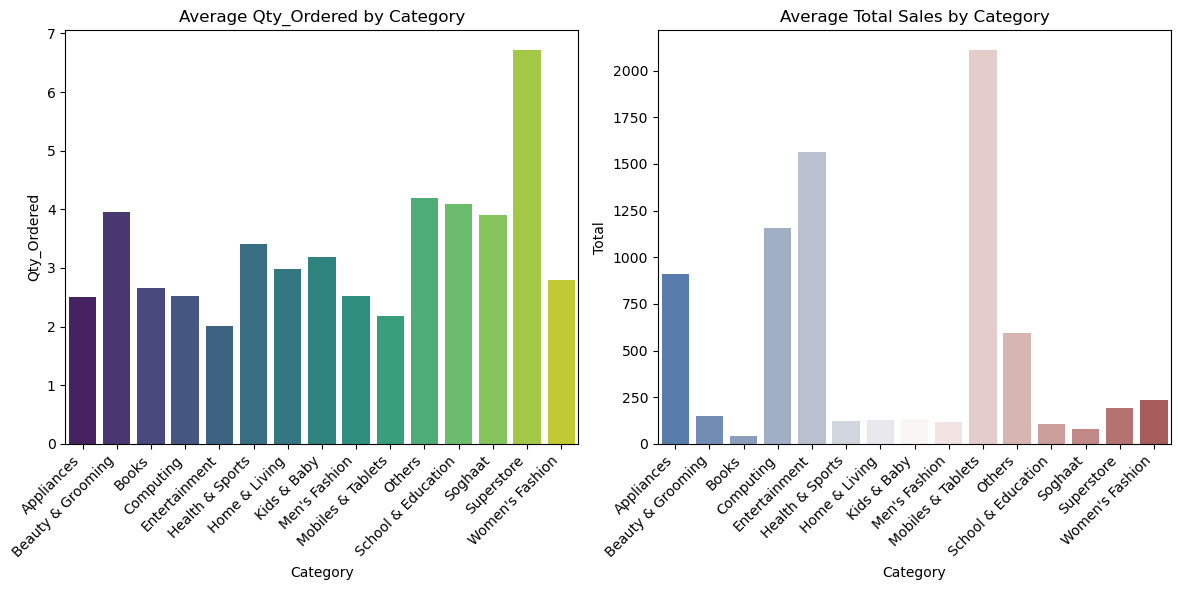 Average Qty_Ordered by Category
7
6
5
4
3
2
1
0
Qty_Ordered
Appliances
Beauty & Grooming
Books
Computing
Entertainment
Health & Sports
Home & Living
Kids & Baby
Men's Fashion
Mobiles & Tablets
Others
School & Education
Soghaat
Superstore
Women's Fashion
Category
Average Total Sales by Category
2000
1750
1500
1250
1000
750
500
250
0
Total
Appliances
Beauty & Grooming
Books
Computing
Entertainment
Health & Sports
Home & Living
Kids & Baby
Men's Fashion
Mobiles & Tablets
Others
School & Education
Soghaat
Superstore
Women's Fashion
Category